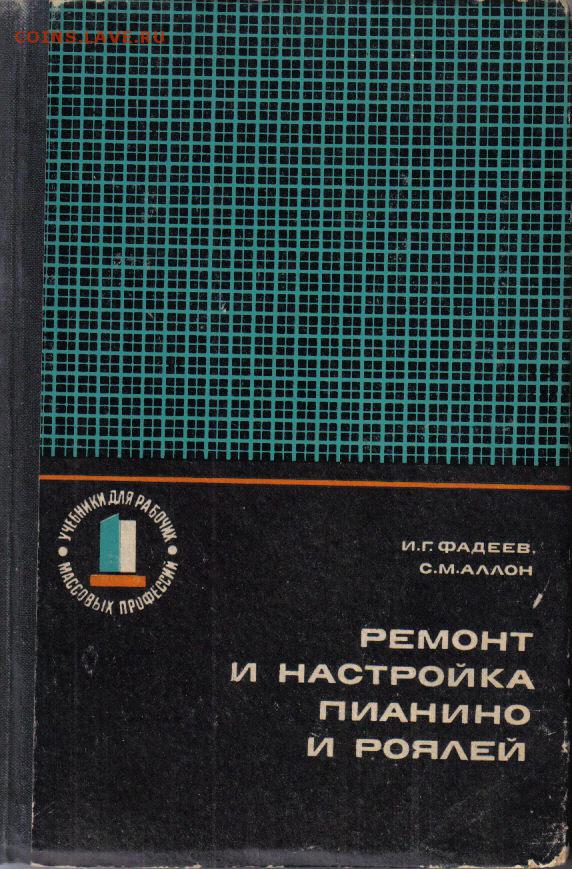 COINS.LAVE.RU
УЧЕБНИКИ ДЛЯ РАБОЧИХ
МАССОВЫХ ПРОФЕССИЙ
И.Г. ФАДЕЕВ,
С.М. АЛЛОН
РЕМОНТ
И НАСТРОЙКА
ПИАНИНО
И РОЯЛЕЙ